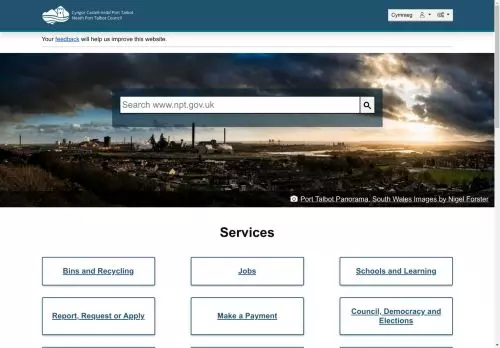 Cyngor Castell-nedd Port Talbot
Neath Port Talbot Council
Cymraeg
Your feedback will help us improve this website.
Search www.npt.gov.uk
Port Talbot Panorama, South Wales Images by Nigel Forster
Services
Bins and Recycling
Jobs
Schools and Learning
Report, Request or Apply
Make a Payment
Council, Democracy and
Elections